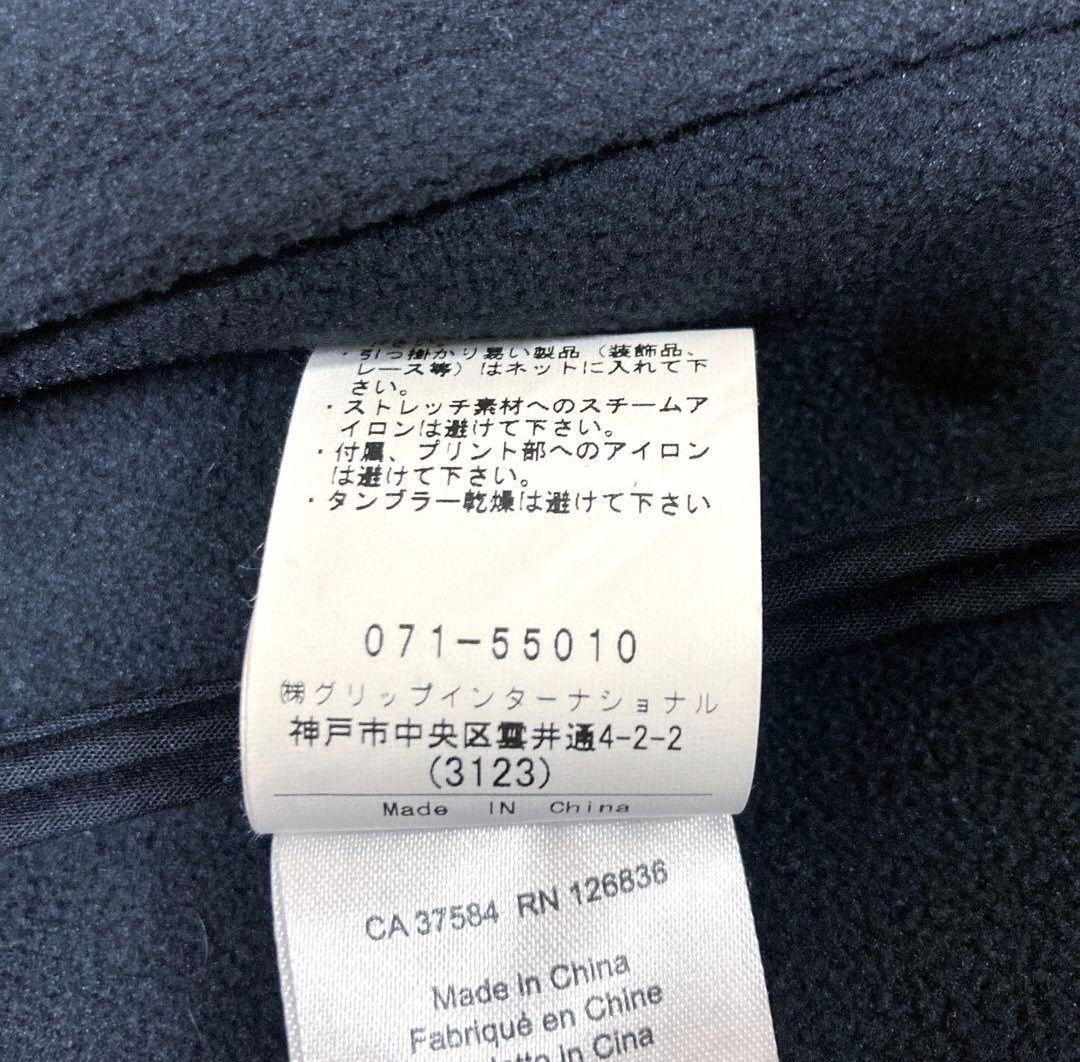 ・引っ掛かり易い製品（装飾品、
レース等）はネットに入れて下
さい。
・ストレッチ素材へのスチームア
イロンは避けて下さい。
・付属、プリント部へのアイロン
は避けて下さい。
・タンブラー乾燥は避けて下さい
071-55010
㈱グリップインターナショナル
神戸市中央区雲井通4-2-2
(3123)
Made IN China
CA 37584 RN 126836
Made In China
Fabriqué en Chine
In Cina